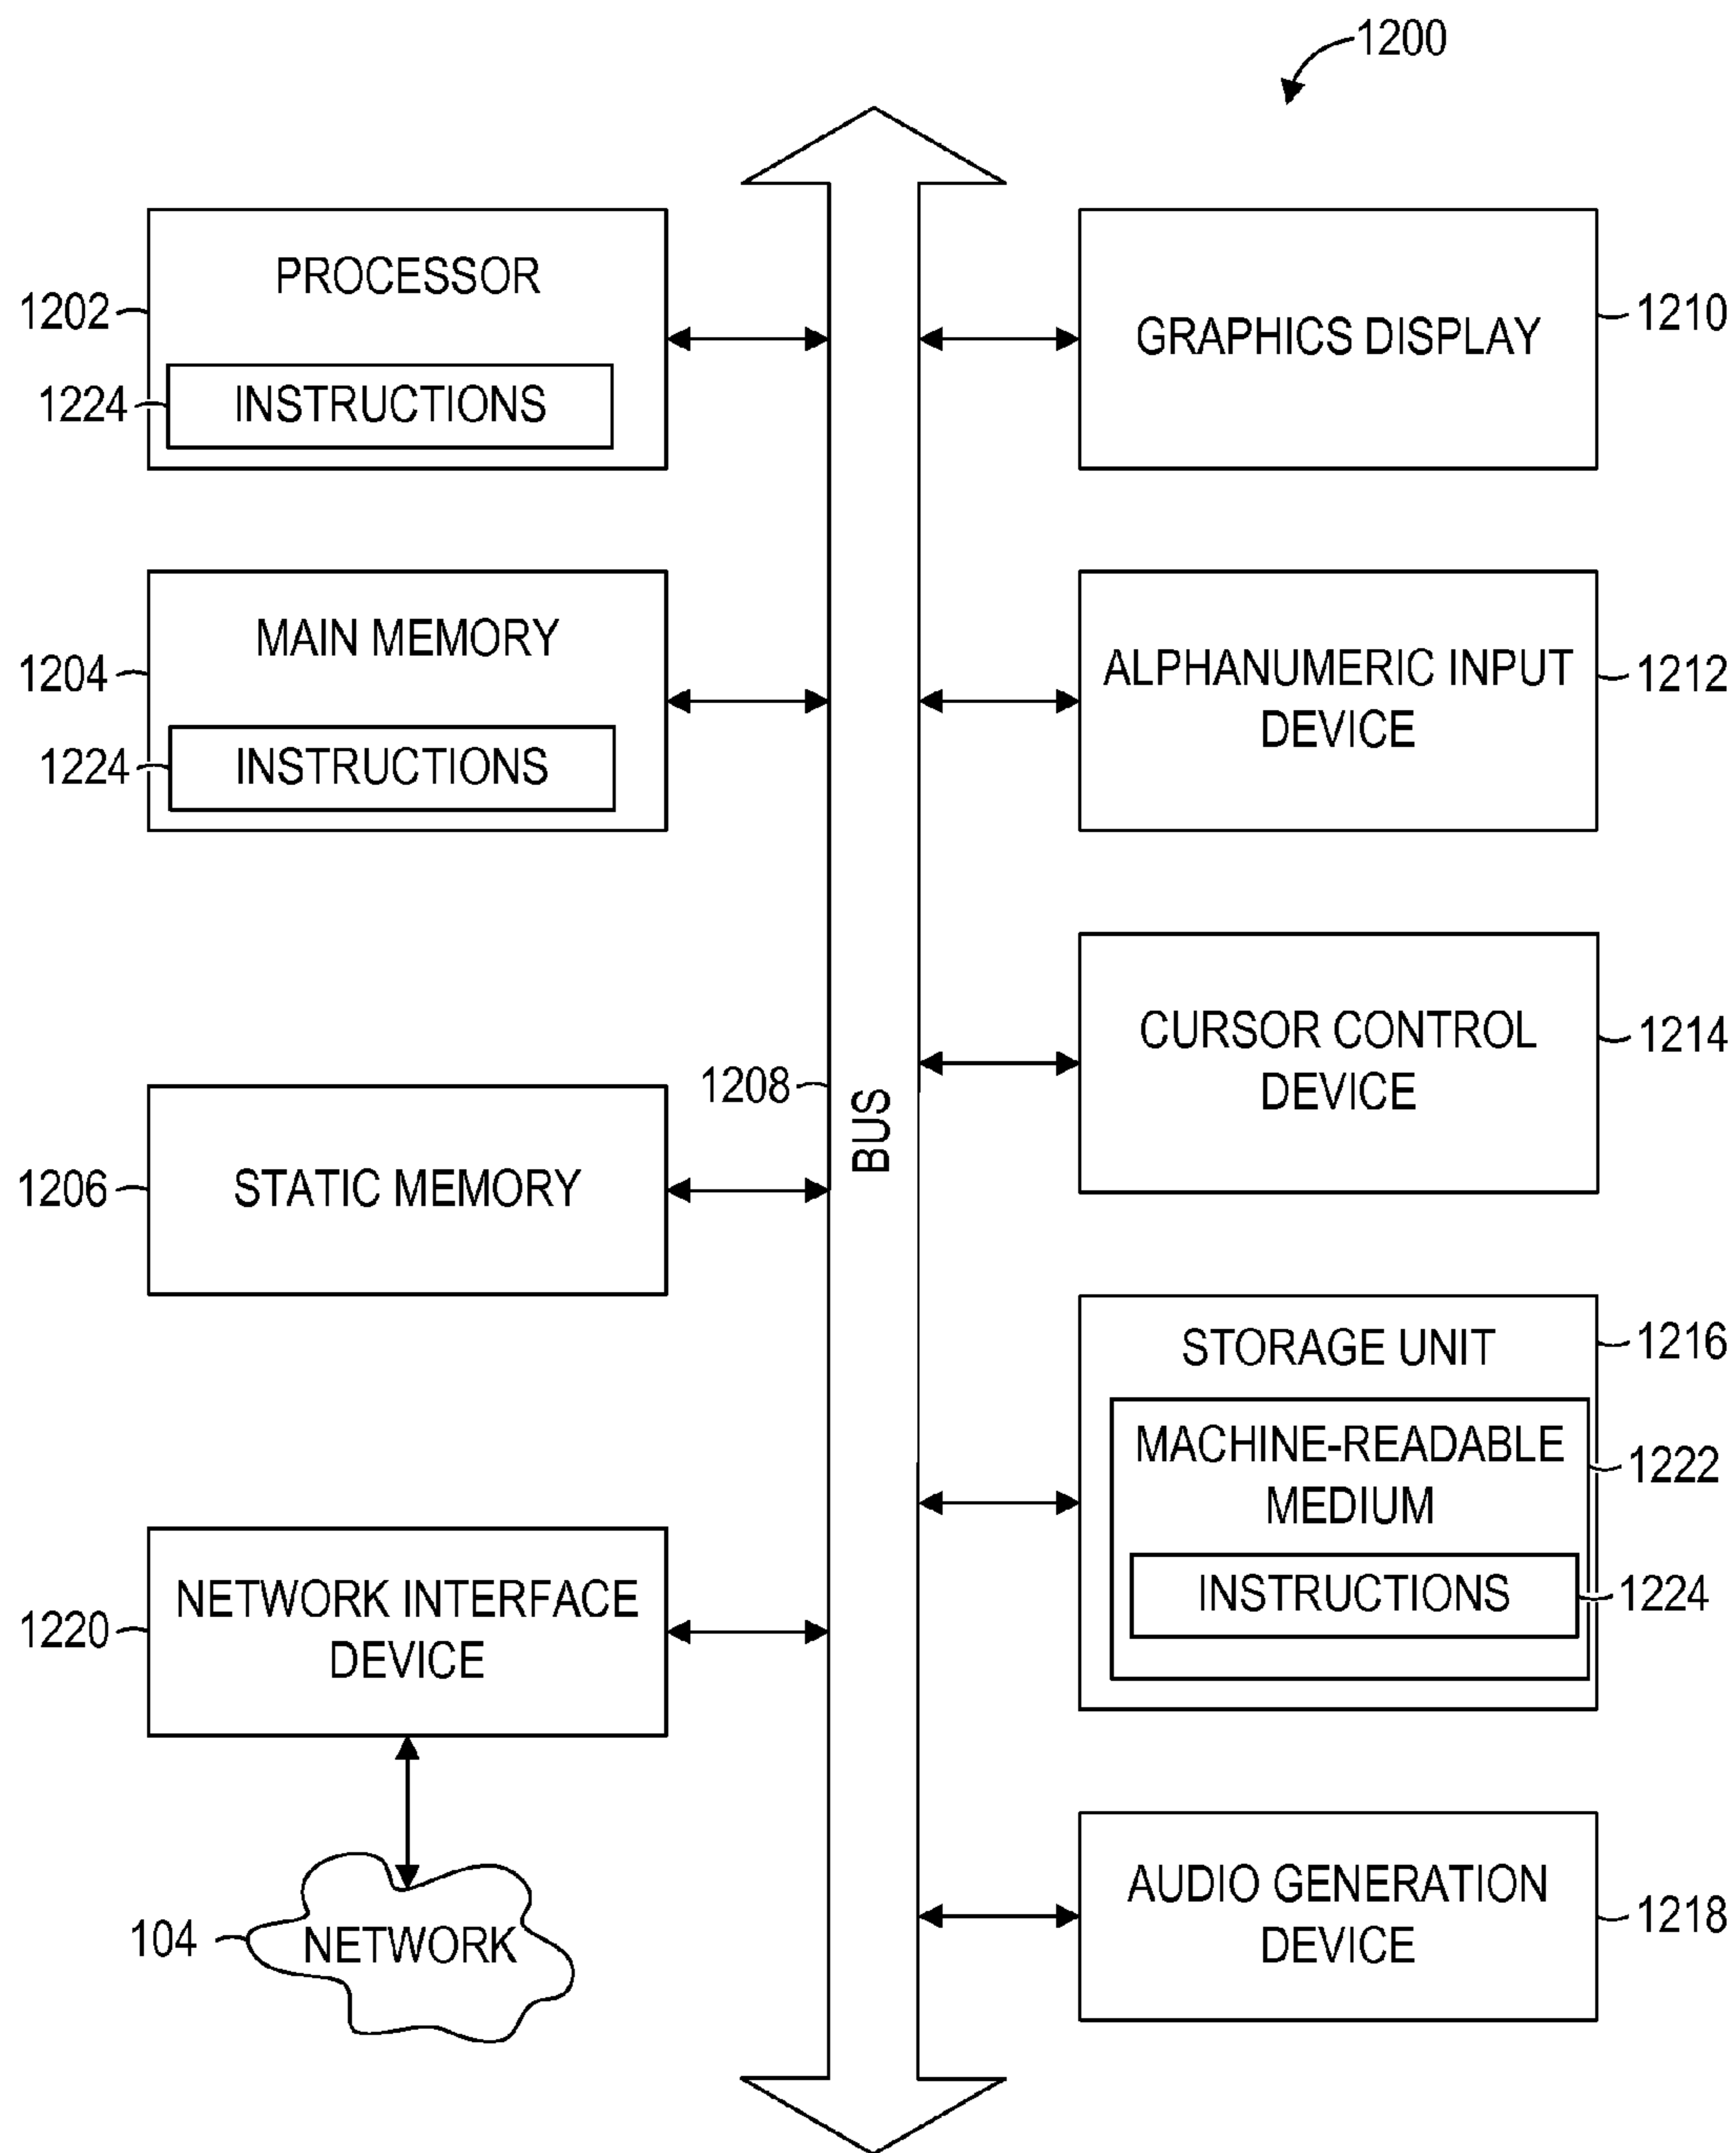 1200
PROCESSOR
1202
1224
INSTRUCTIONS
MAIN MEMORY
1204
1224
INSTRUCTIONS
STATIC MEMORY
1206
NETWORK INTERFACE
DEVICE
1220
104
NETWORK
1208
BUS
GRAPHICS DISPLAY
1210
ALPHANUMERIC INPUT
DEVICE
1212
CURSOR CONTROL
DEVICE
1214
STORAGE UNIT
1216
MACHINE-READABLE
MEDIUM
1222
INSTRUCTIONS
1224
AUDIO GENERATION
DEVICE
1218